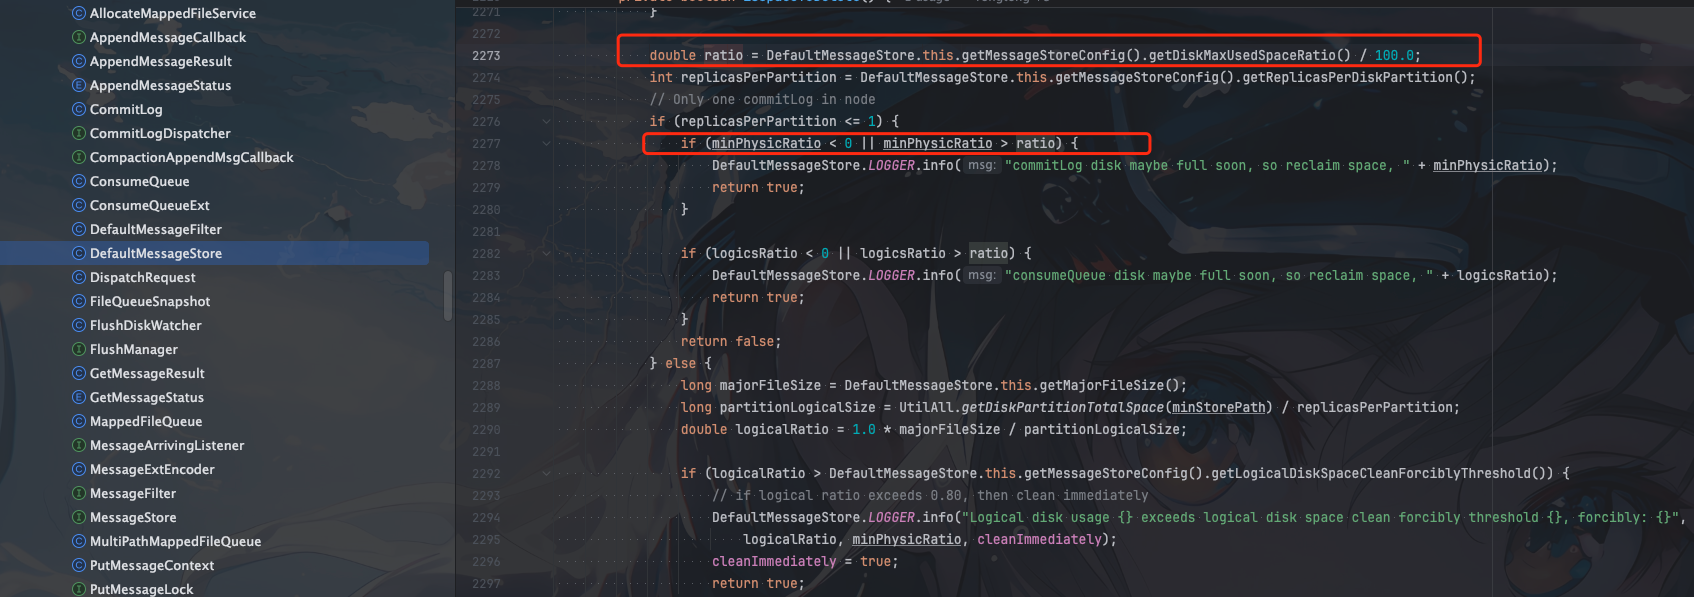 AllocateMappedFileService
AppendMessageCallback
AppendMessageResult
AppendMessageStatus
CommitLog
CommitLogDispatcher
CompactionAppendMsgCallback
ConsumeQueue
ConsumeQueueExt
DefaultMessageFilter
DefaultMessageStore
DispatchRequest
FileQueueSnapshot
FlushDiskWatcher
FlushManager
GetMessageResult
GetMessageStatus
MappedFileQueue
MessageArrivingListener
MessageExtEncoder
MessageFilter
MessageStore
MultiPathMappedFileQueue
PutMessageContext
PutMessageLock
2271 }
2272
2273 double ratio = DefaultMessageStore.this.getMessageStoreConfig().getDiskMaxUsedSpaceRatio() / 100.0;
2274 int replicasPerPartition = DefaultMessageStore.this.getMessageStoreConfig().getReplicasPerDiskPartition();
2275 // Only one commitLog in node
2276 if (replicasPerPartition <= 1) {
2277 if (minPhysicRatio < 0 || minPhysicRatio > ratio) {
2278 DefaultMessageStore.LOGGER.info( msg: "commitLog disk maybe full soon, so reclaim space, " + minPhysicRatio);
2279 return true;
2280 }
2281
2282 if (logicsRatio < 0 || logicsRatio > ratio) {
2283 DefaultMessageStore.LOGGER.info( msg: "consumeQueue disk maybe full soon, so reclaim space, " + logicsRatio);
2284 return true;
2285 }
2286 return false;
2287 } else {
2288 long majorFileSize = DefaultMessageStore.this.getMajorFileSize();
2289 long partitionLogicalSize = UtilAll.getDiskPartitionTotalSpace(minStorePath) / replicasPerPartition;
2290 double logicalRatio = 1.0 * majorFileSize / partitionLogicalSize;
2291
2292 if (logicalRatio > DefaultMessageStore.this.getMessageStoreConfig().getLogicalDiskSpaceCleanForciblyThreshold()) {
2293 // if logical ratio exceeds 0.80, then clean immediately
2294 DefaultMessageStore.LOGGER.info("Logical disk usage {} exceeds logical disk space clean forcibly threshold {}, forcibly: {}",
2295 logicalRatio, minPhysicRatio, cleanImmediately);
2296 cleanImmediately = true;
2297 return true;